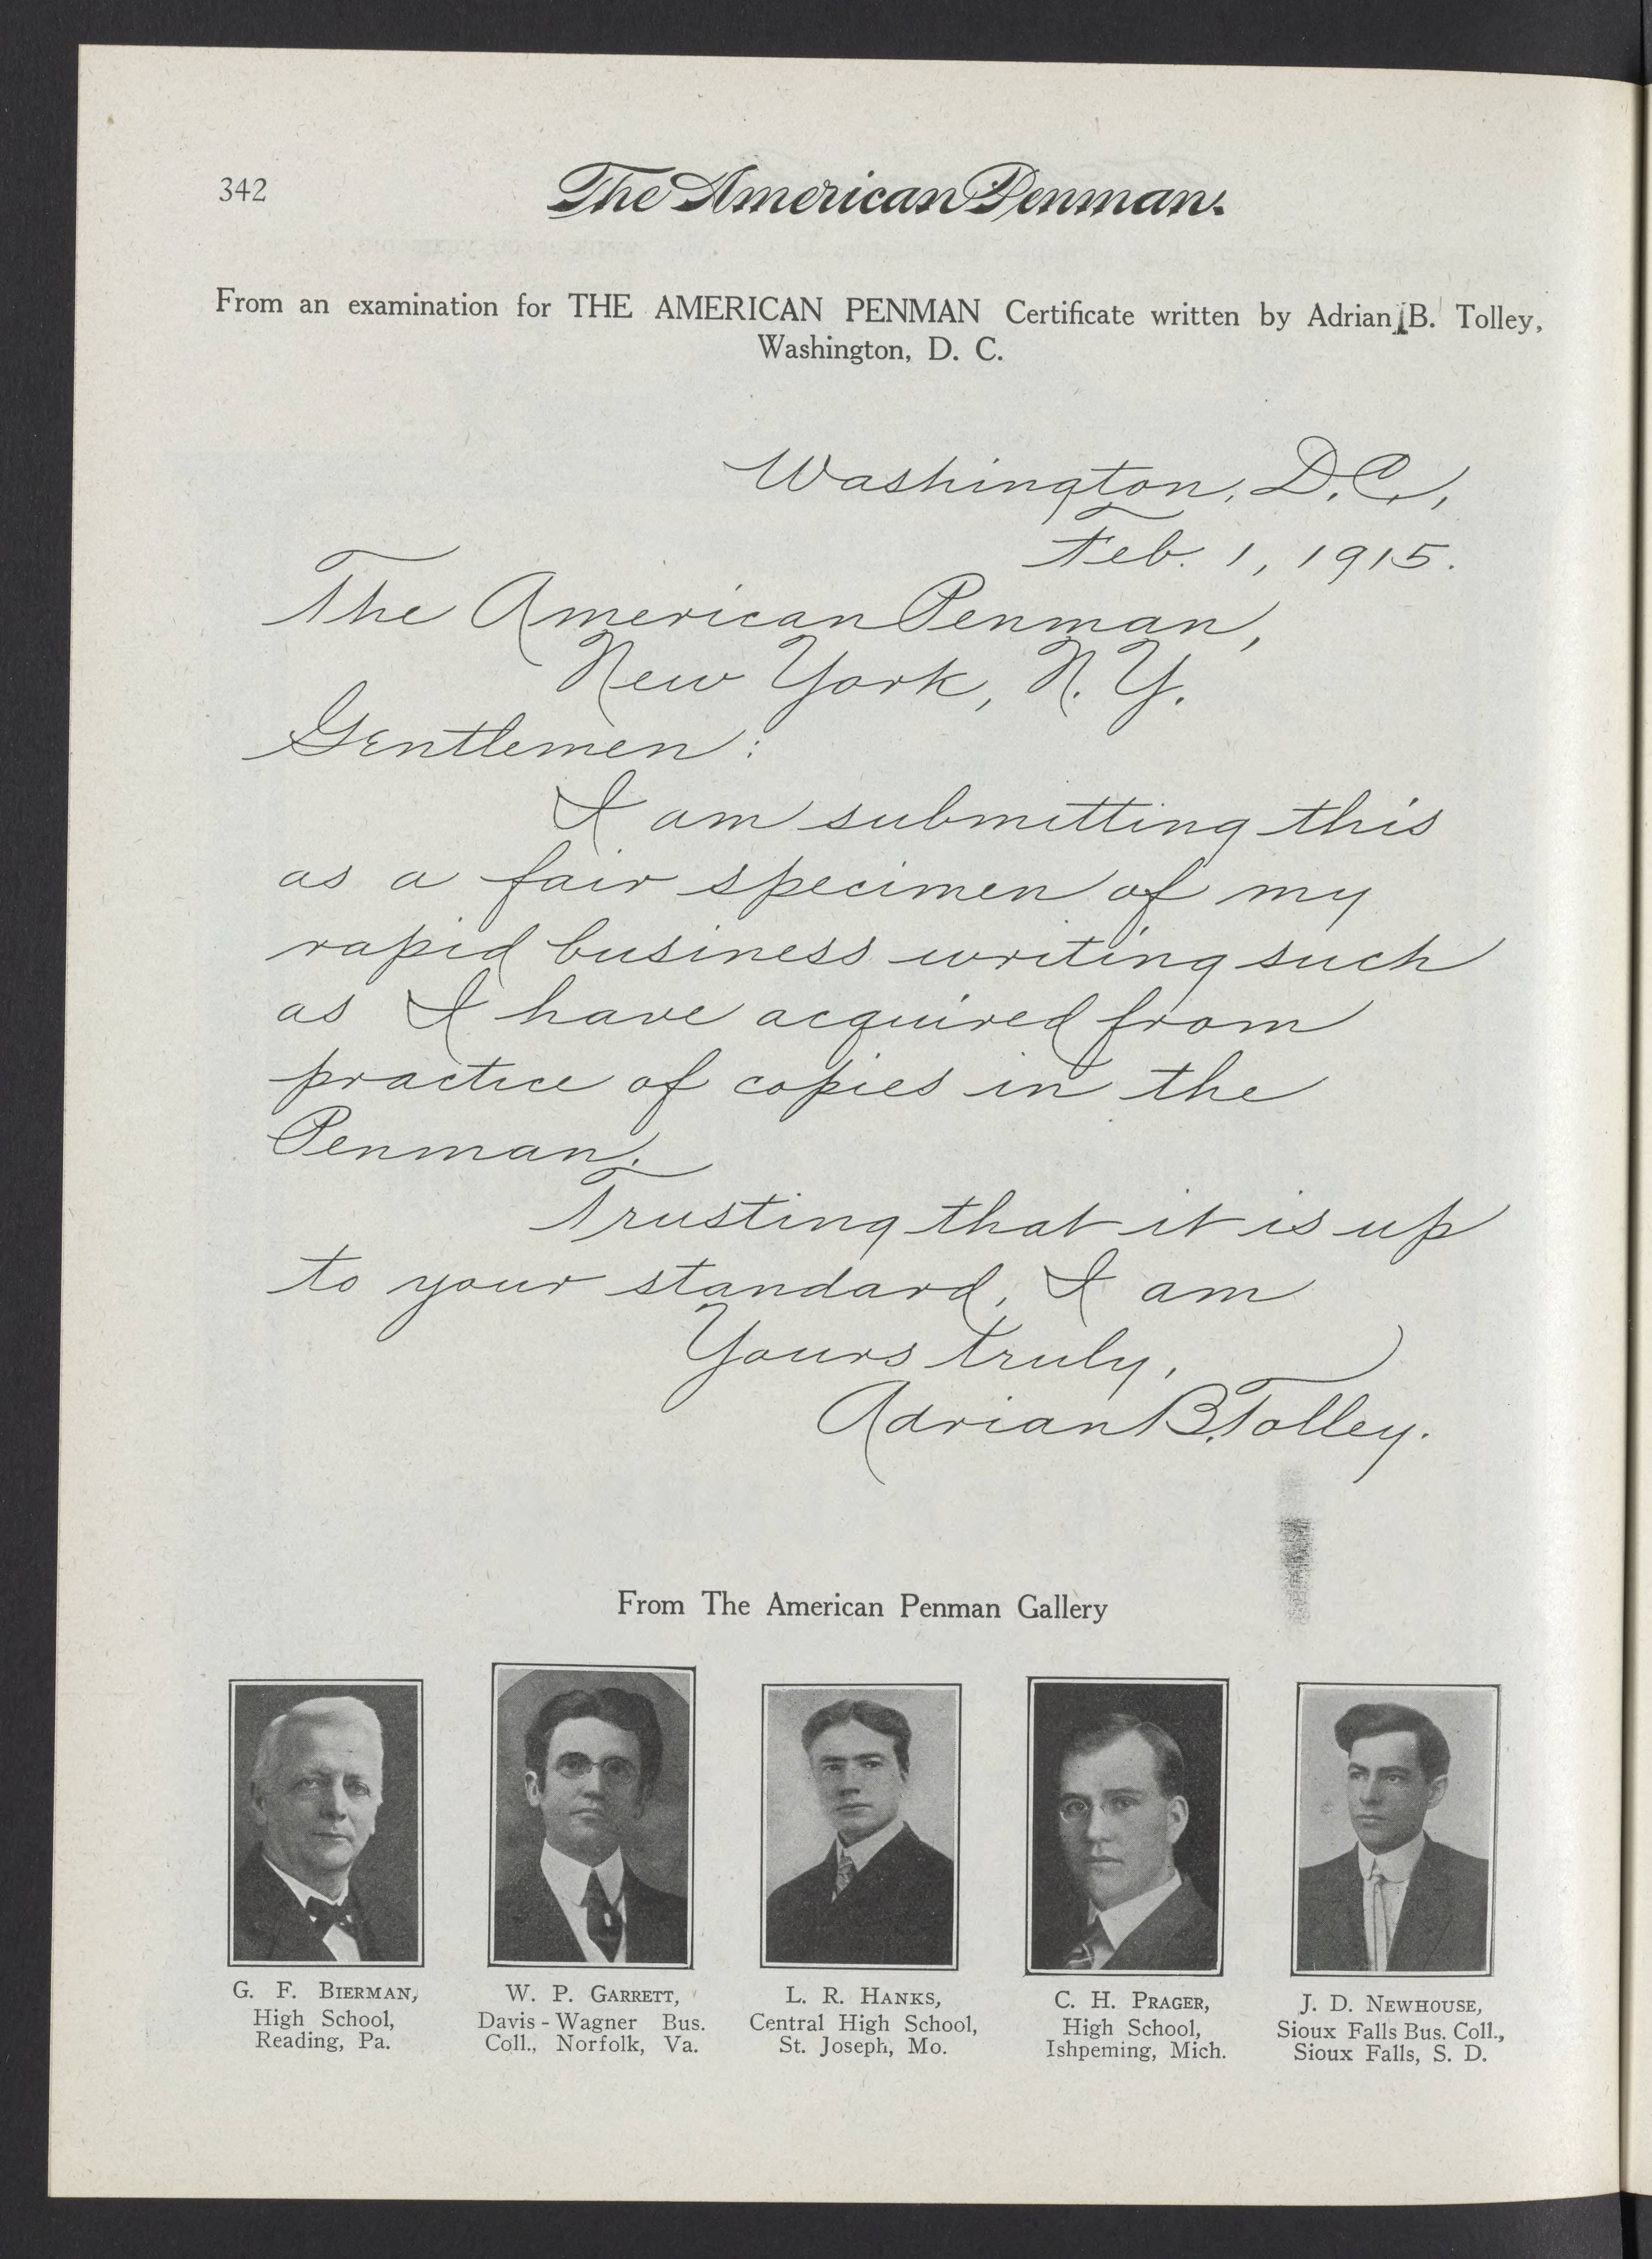 342
The American Penman.
From an examination for THE AMERICAN PENMAN Certificate written by Adrian B. Tolley,
Washington, D. C.
Washington, D.C.,
Feb. 1, 1915.
The American Penman,
New York, N.Y.
Gentlemen:
I am submitting this
as a fair specimen of my
rapid business writing such
as I have acquired from
practice of copies in the
Penman.
Trusting that it is up
to your standard, I am
Yours truly,
Adrian B. Tolley.
From The American Penman Gallery
G. F. BIERMAN,
High School,
Reading, Pa.
W. P. GARRETT,
Davis-Wagner Bus.
Coll., Norfolk, Va.
L. R. HANKS,
Central High School,
St. Joseph, Mo.
C. H. PRAGER,
High School,
Ishpeming, Mich.
J. D. NEWHOUSE,
Sioux Falls Bus. Coll.,
Sioux Falls, S. D.